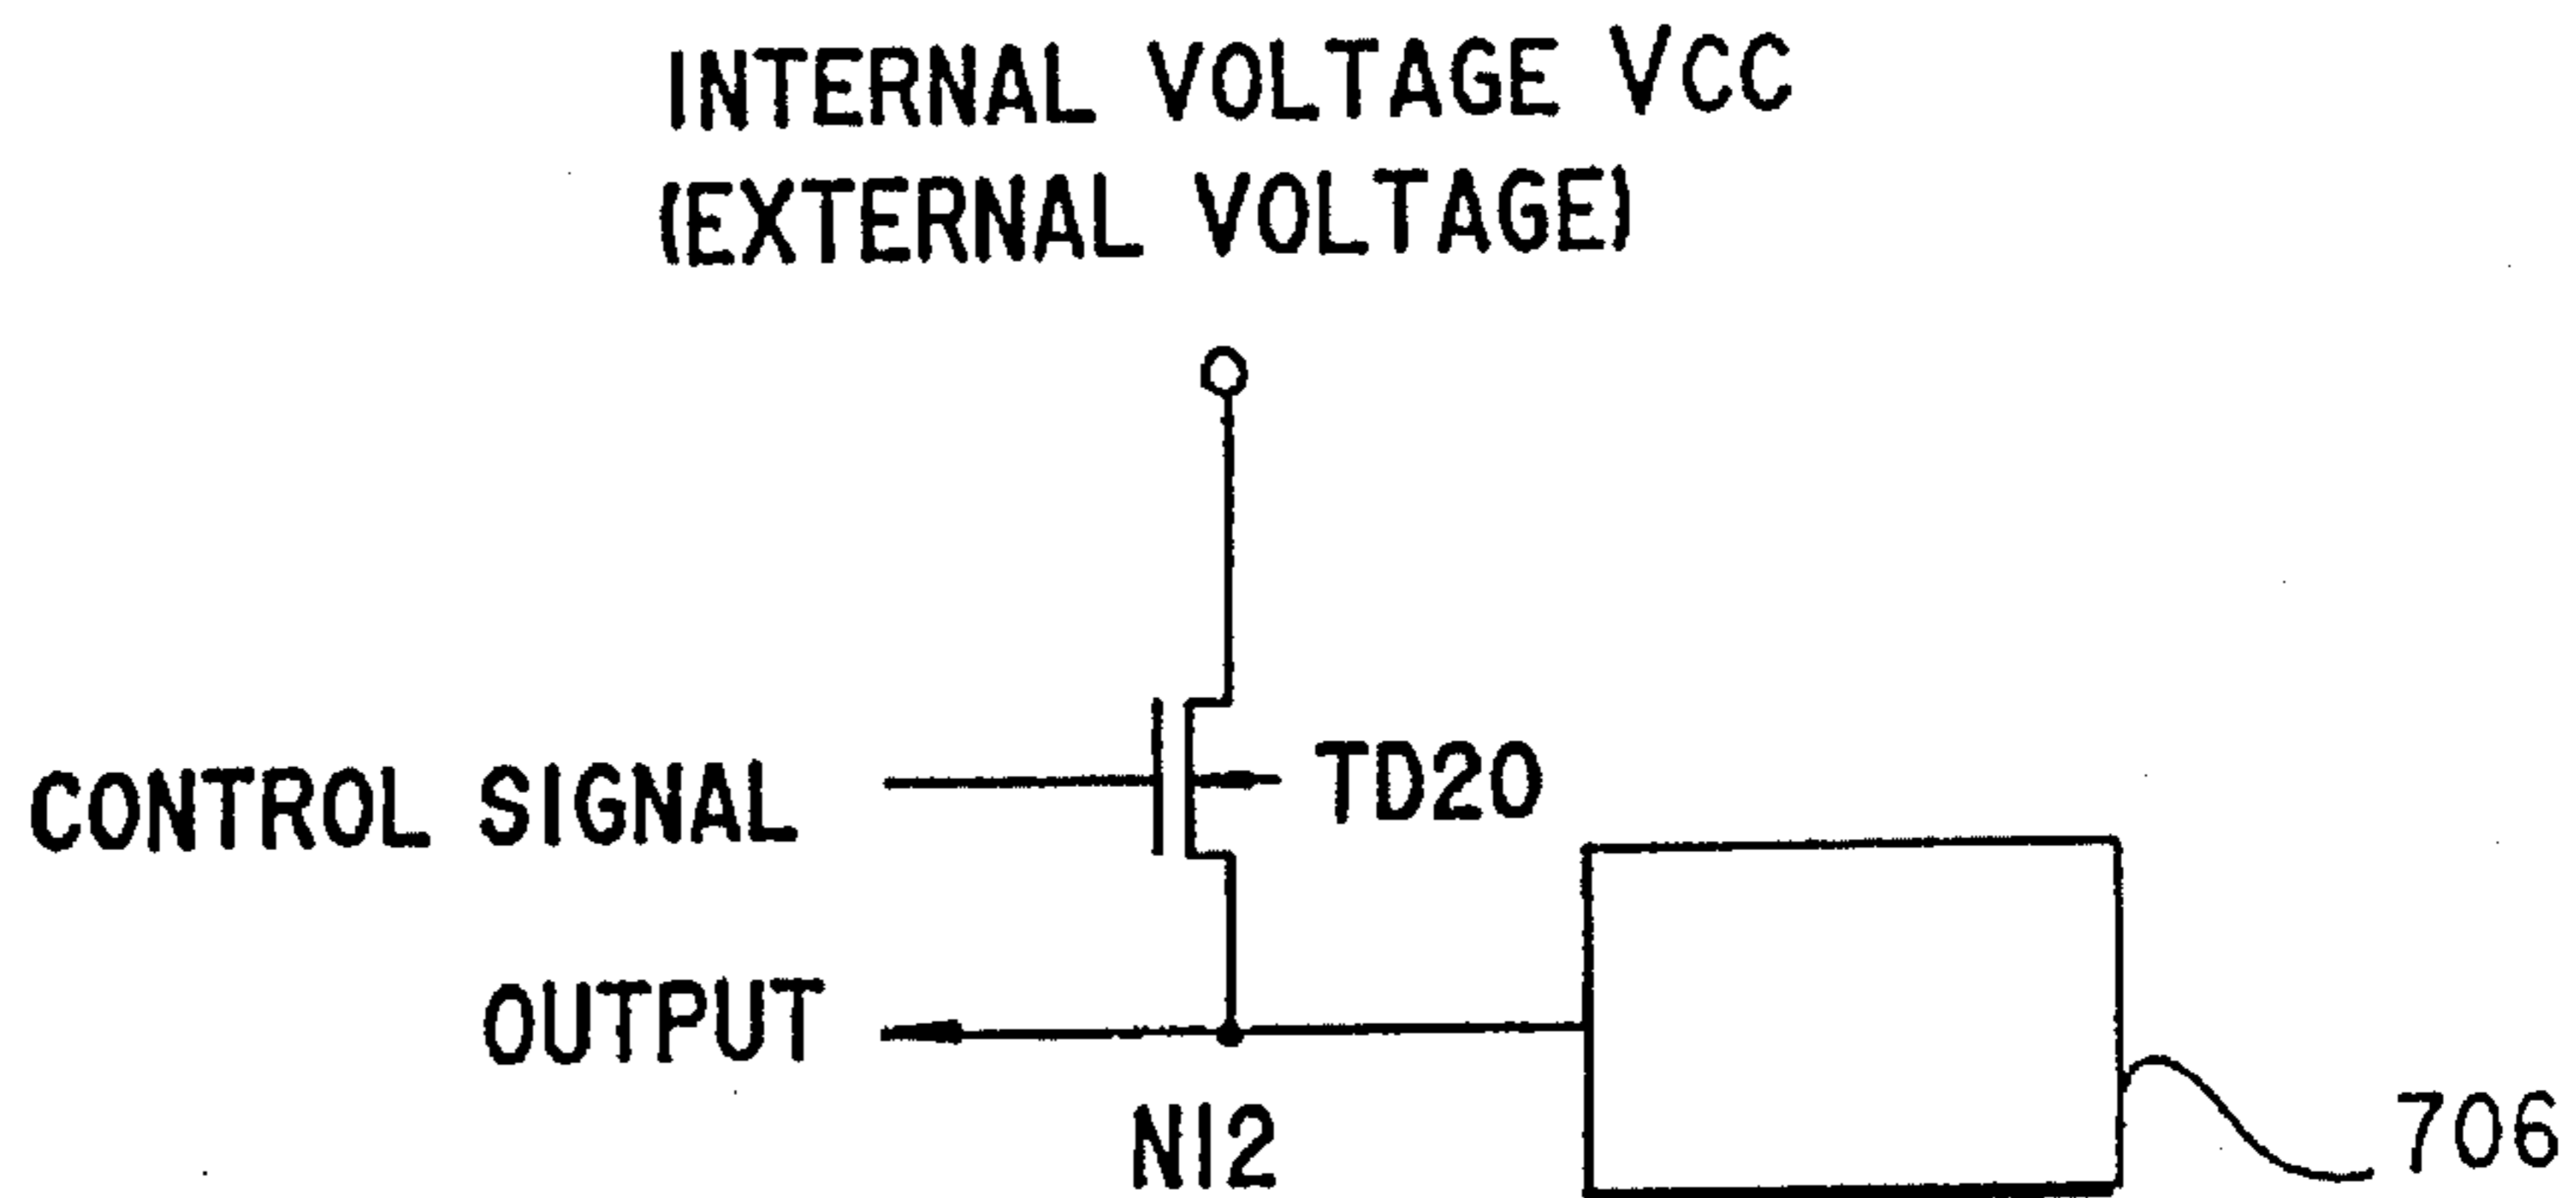 INTERNAL VOLTAGE VCC
(EXTERNAL VOLTAGE)
CONTROL SIGNAL
TD20
OUTPUT
N12
706